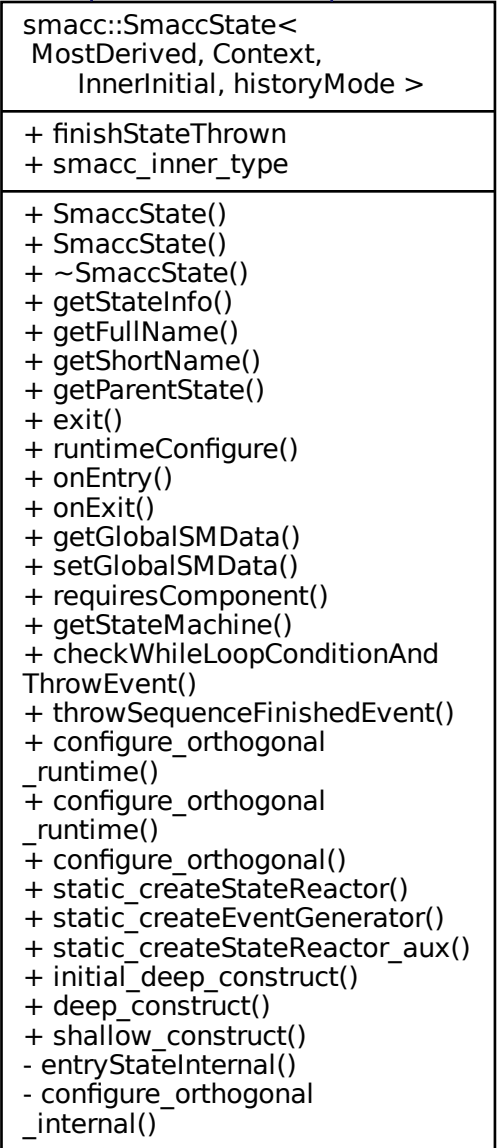 smacc::SmaccState<
MostDerived, Context,
InnerInitial, historyMode >
+ finishStateThrown
+ smacc_inner_type
+ SmaccState()
+ SmaccState()
+ ~SmaccState()
+ getStateInfo()
+ getFullName()
+ getShortName()
+ getParentState()
+ exit()
+ runtimeConfigure()
+ onEntry()
+ onExit()
+ getGlobalSMData()
+ setGlobalSMData()
+ requiresComponent()
+ getStateMachine()
+ checkWhileLoopConditionAnd
ThrowEvent()
+ throwSequenceFinishedEvent()
+ configure_orthogonal
_runtime()
+ configure_orthogonal
_runtime()
+ configure_orthogonal()
+ static_createStateReactor()
+ static_createEventGenerator()
+ static_createStateReactor_aux()
+ initial_deep_construct()
+ deep_construct()
+ shallow_construct()
- entryStateInternal()
- configure_orthogonal
_internal()